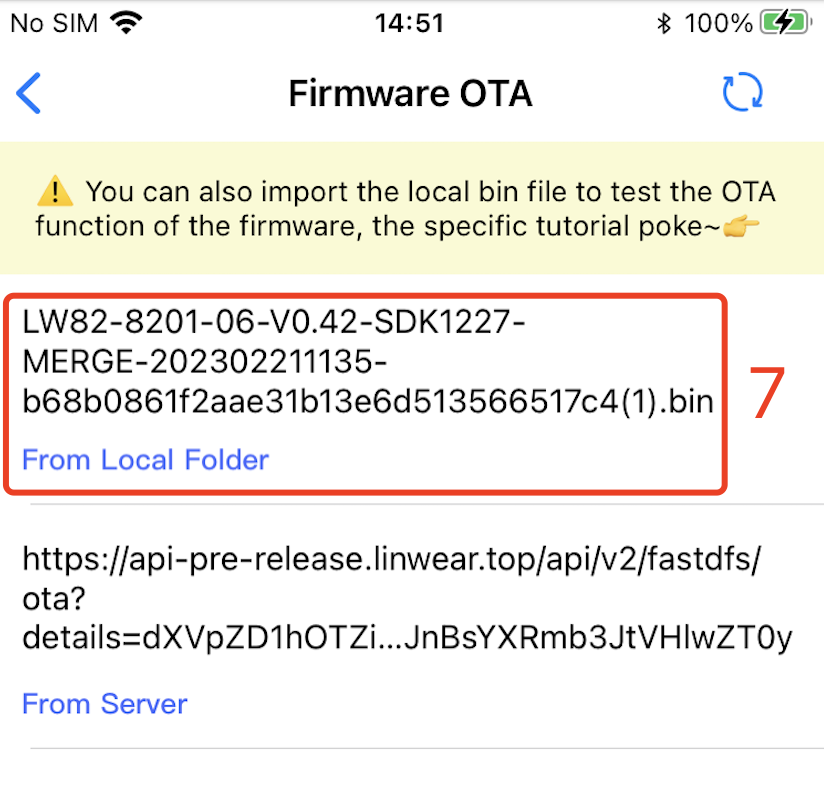 No SIM 14:51 100%
Firmware OTA
⚠️ You can also import the local bin file to test the OTA
function of the firmware, the specific tutorial poke~👉
LW82-8201-06-V0.42-SDK1227-
MERGE-202302211135-
b68b0861f2aae31b13e6d513566517c4(1).bin
7
From Local Folder
https://api-pre-release.linwear.top/api/v2/fastdfs/
ota?
details=dXVpZD1hOTZi...JnBsYXRmb3JtVHlwZT0y
From Server